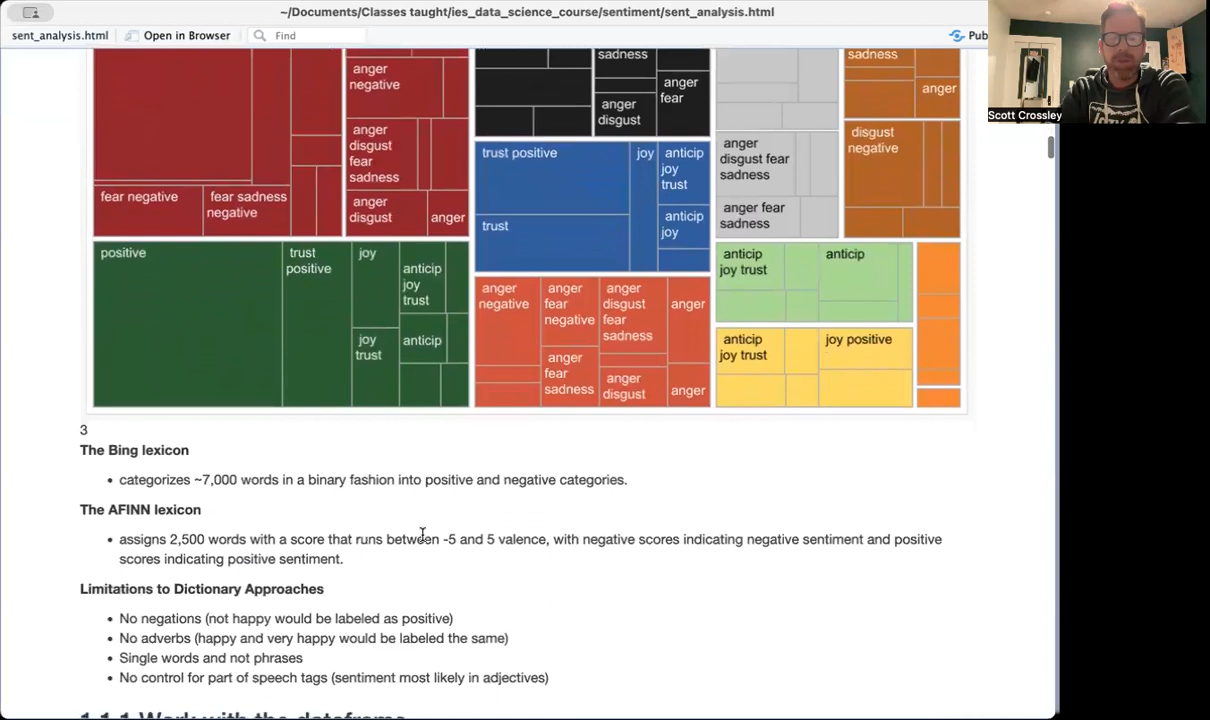 ~/Documents/Classes taught/ies_data_science_course/sentiment/sent_analysis.html
sent_analysis.html
Open in Browser
Find
Pub
Scott Crossley
anger
negative
anger
disgust
fear
sadness
anger
disgust
anger
fear negative
fear sadness
negative
sadness
anger
disgust
anger
fear
trust positive
joy
anticip
joy
trust
trust
anticip
joy
anger
disgust fear
sadness
anger fear
sadness
sadness
anger
disgust
negative
positive
trust
positive
joy
anticip
joy
trust
joy
trust
anticip
anger
negative
anger
fear
negative
anger
disgust
fear
sadness
anger
anger
fear
sadness
anger
disgust
anger
anticip
joy trust
anticip
anticip
joy trust
joy positive
3
The Bing lexicon
• categorizes ~7,000 words in a binary fashion into positive and negative categories.
The AFINN lexicon
• assigns 2,500 words with a score that runs between -5 and 5 valence, with negative scores indicating negative sentiment and positive
scores indicating positive sentiment.
Limitations to Dictionary Approaches
• No negations (not happy would be labeled as positive)
• No adverbs (happy and very happy would be labeled the same)
• Single words and not phrases
• No control for part of speech tags (sentiment most likely in adjectives)
1.1.1 Work with the dataframe